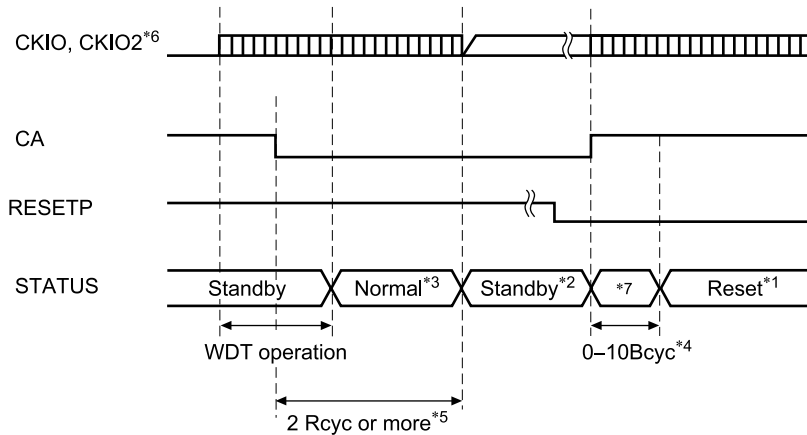 CKIO, CKIO2*6
CA
RESETP
STATUS
Standby
Normal*3
Standby*2
*7
Reset*1
WDT operation
0–10Bcyc*4
2 Rcyc or more*5